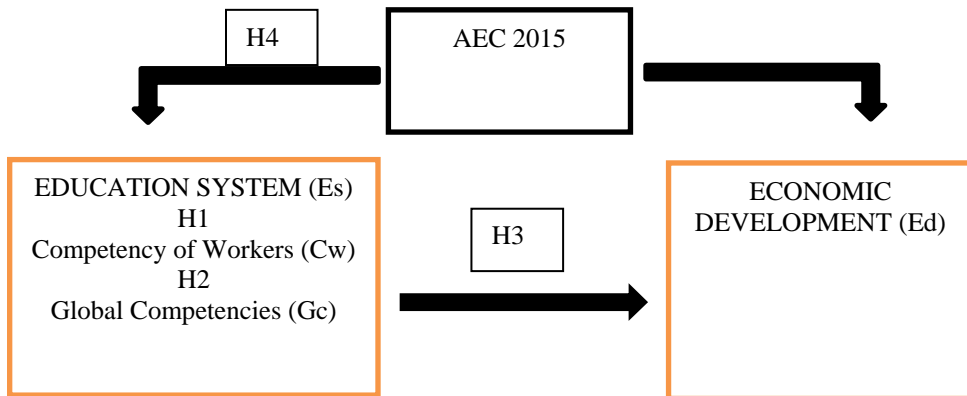 H4
AEC 2015
EDUCATION SYSTEM (Es)
H1
Competency of Workers (Cw)
H2
Global Competencies (Gc)
H3
ECONOMIC
DEVELOPMENT (Ed)